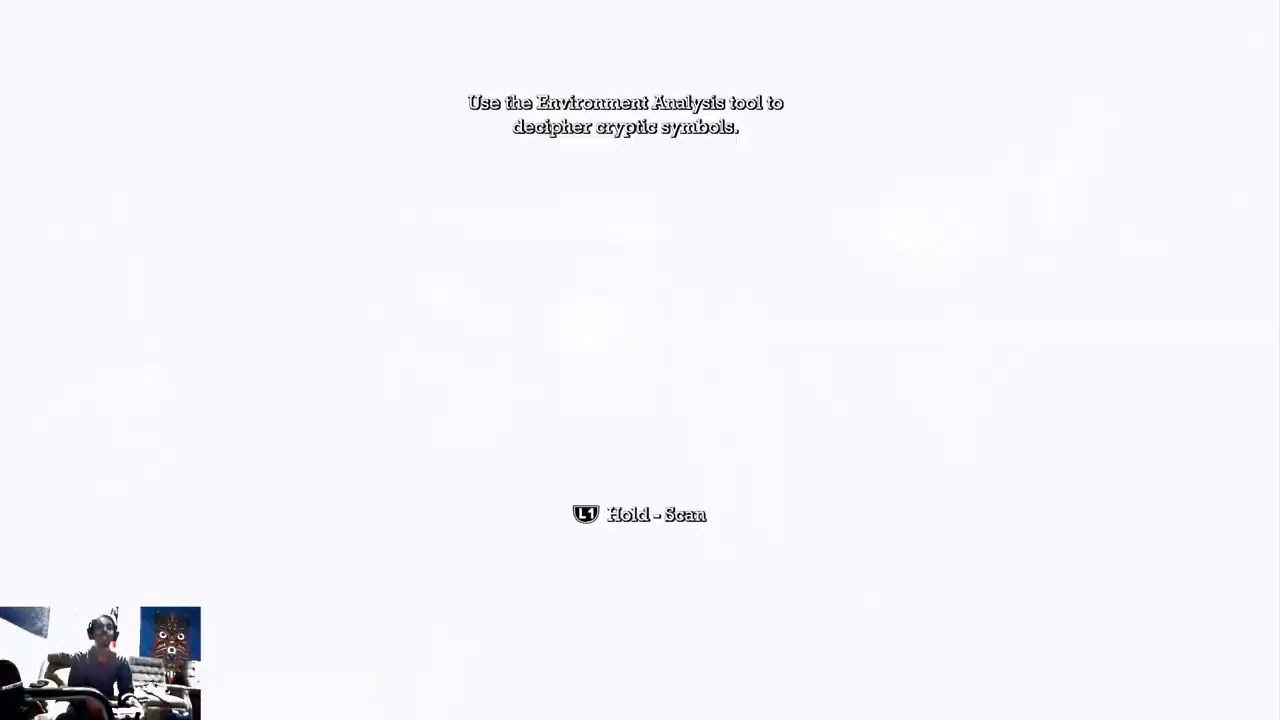 Use the Environment Analysis tool to
decipher cryptic symbols.
L1 Hold - Scan